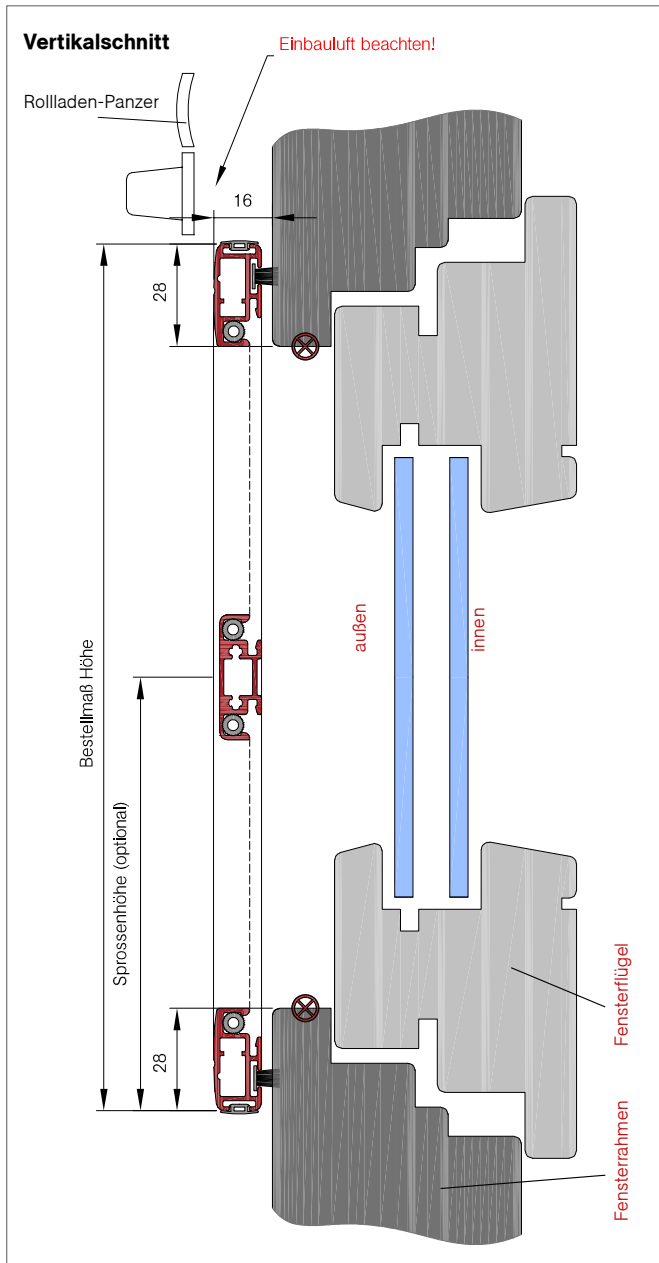 Vertikalschnitt
Einbauluft beachten!
Rollladen-Panzer
16
28
außen
innen
Bestellmaß Höhe
Sprossenhöhe (optional)
28
Fensterflügel
Fensterrahmen